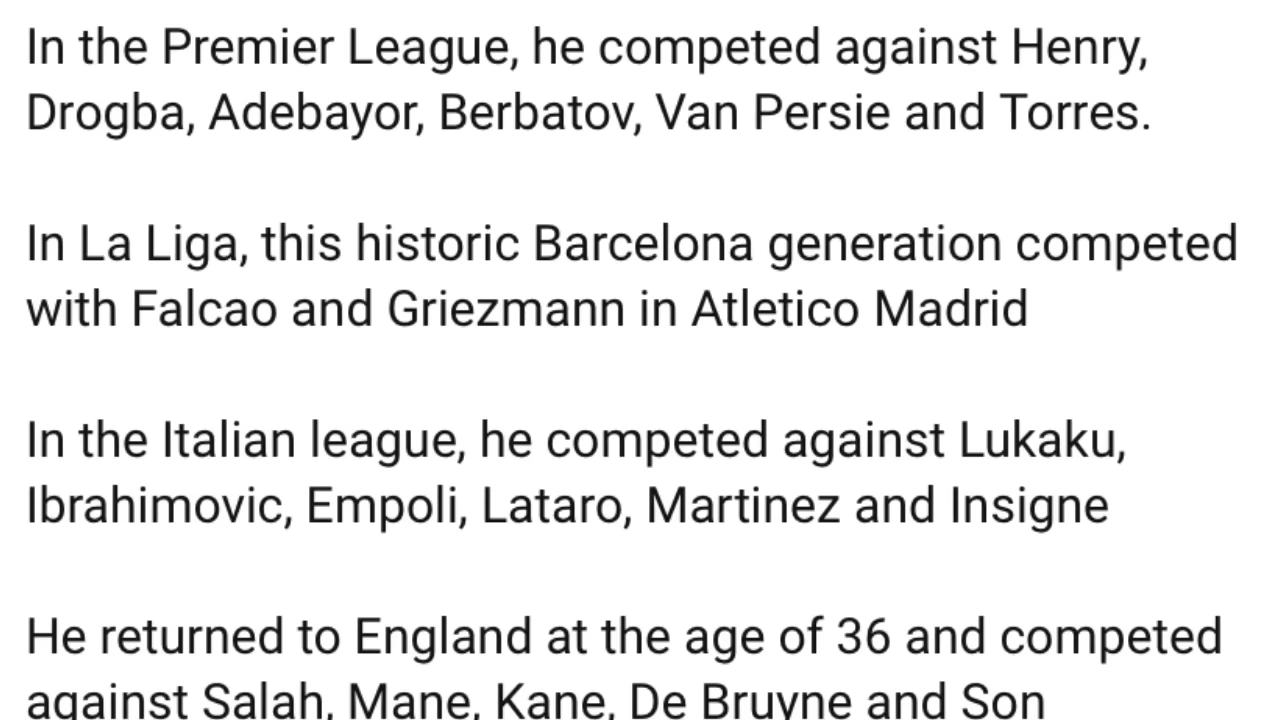 In the Premier League, he competed against Henry,
Drogba, Adebayor, Berbatov, Van Persie and Torres.
In La Liga, this historic Barcelona generation competed
with Falcao and Griezmann in Atletico Madrid
In the Italian league, he competed against Lukaku,
Ibrahimovic, Empoli, Lataro, Martinez and Insigne
He returned to England at the age of 36 and competed
against Salah, Mane, Kane, De Bruyne and Son